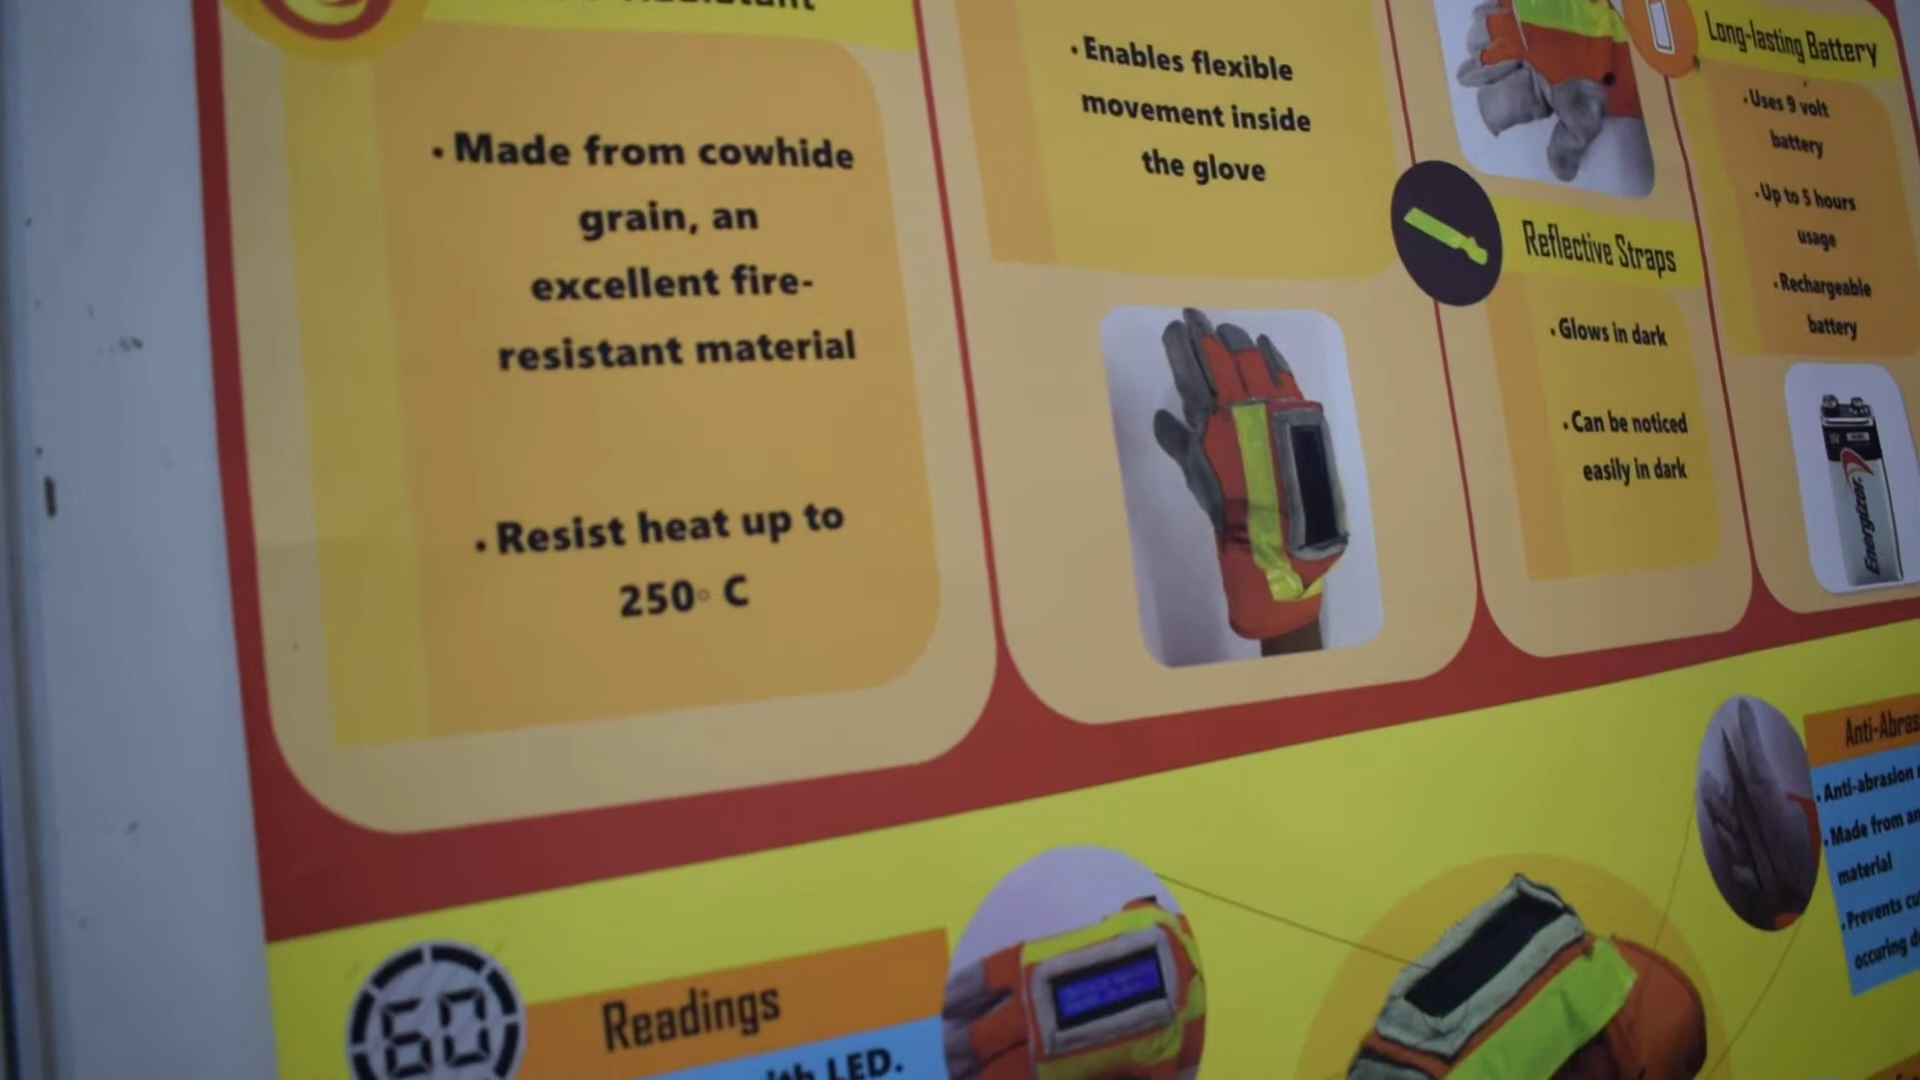 • Made from cowhide
grain, an
excellent fire-
resistant material
• Resist heat up to
250° C
• Enables flexible
movement inside
the glove
Reflective Straps
• Glows in dark
• Can be noticed
easily in dark
Long-lasting Battery
• Uses 9 volt
battery
• Up to 5 hours
usage
• Rechargeable
battery
Energizer
60
Readings
with LED.
• Anti-abrasion
• Made from
material
• Prevents
occuring